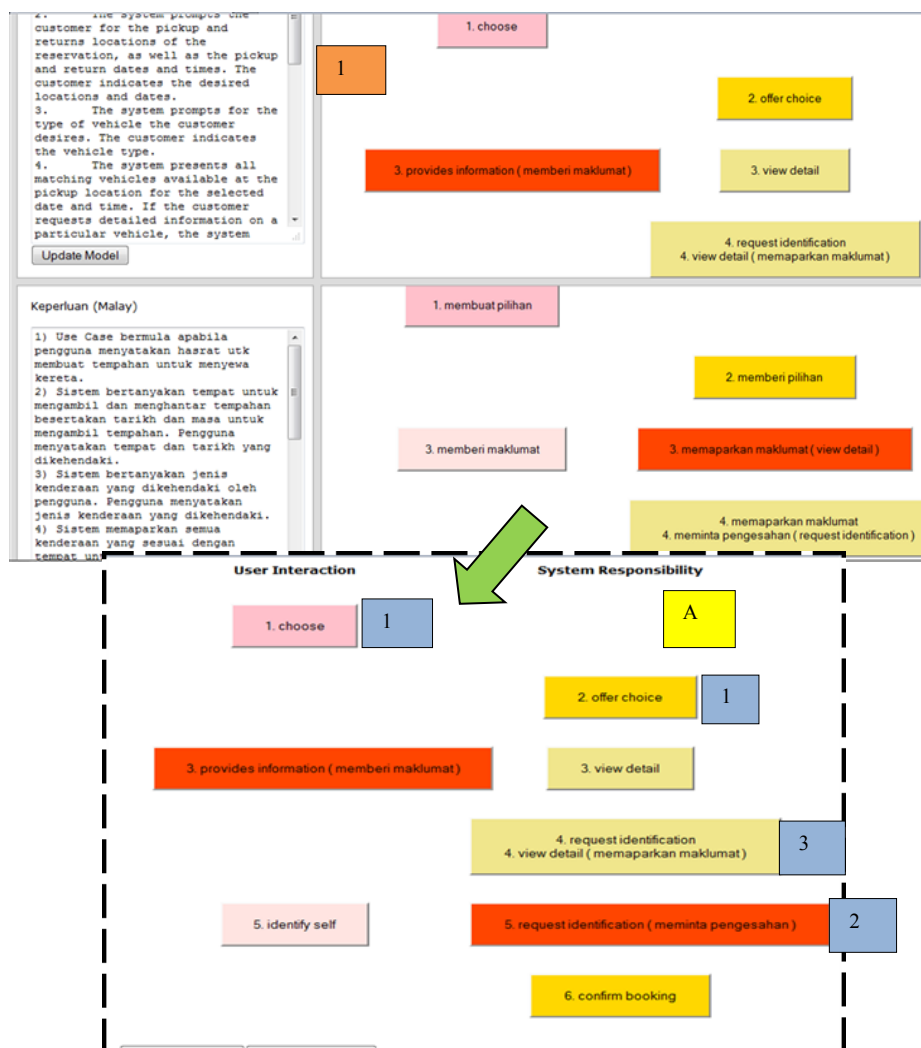 2. The system prompts the
customer for the pickup and
returns locations of the
reservation, as well as the pickup
and return dates and times. The
customer indicates the desired
locations and dates.
3. The system prompts for the
type of vehicle the customer
desires. The customer indicates
the vehicle type.
4. The system presents all
matching vehicles available at the
pickup location for the selected
date and time. If the customer
requests detailed information on a
particular vehicle, the system
Update Model
1
1. choose
2. offer choice
3. provides information ( memberi maklumat )
3. view detail
4. request identification
4. view detail ( memaparkan maklumat )
Keperluan (Malay)
1) Use Case bermula apabila
pengguna menyatakan hasrat utk
membuat tempahan untuk menyewa
kereta.
2) Sistem bertanyakan tempat untuk
mengambil dan menghantar tempahan
besertakan tarikh dan masa untuk
mengambil tempahan. Pengguna
menyatakan tempat dan tarikh yang
dikehendaki.
3) Sistem bertanyakan jenis
kenderaan yang dikehendaki oleh
pengguna. Pengguna menyatakan
jenis kenderaan yang dikehendaki.
4) Sistem memaparkan semua
kenderaan yang sesuai dengan
tempat
1. membuat pilihan
2. memberi pilihan
3. memberi maklumat
3. memaparkan maklumat ( view detail )
4. memaparkan maklumat
4. meminta pengesahan ( request identification )
User Interaction
System Responsibility
1. choose
1
A
2. offer choice
1
3. provides information ( memberi maklumat )
3. view detail
4. request identification
4. view detail ( memaparkan maklumat )
3
5. identify self
5. request identification ( meminta pengesahan )
2
6. confirm booking